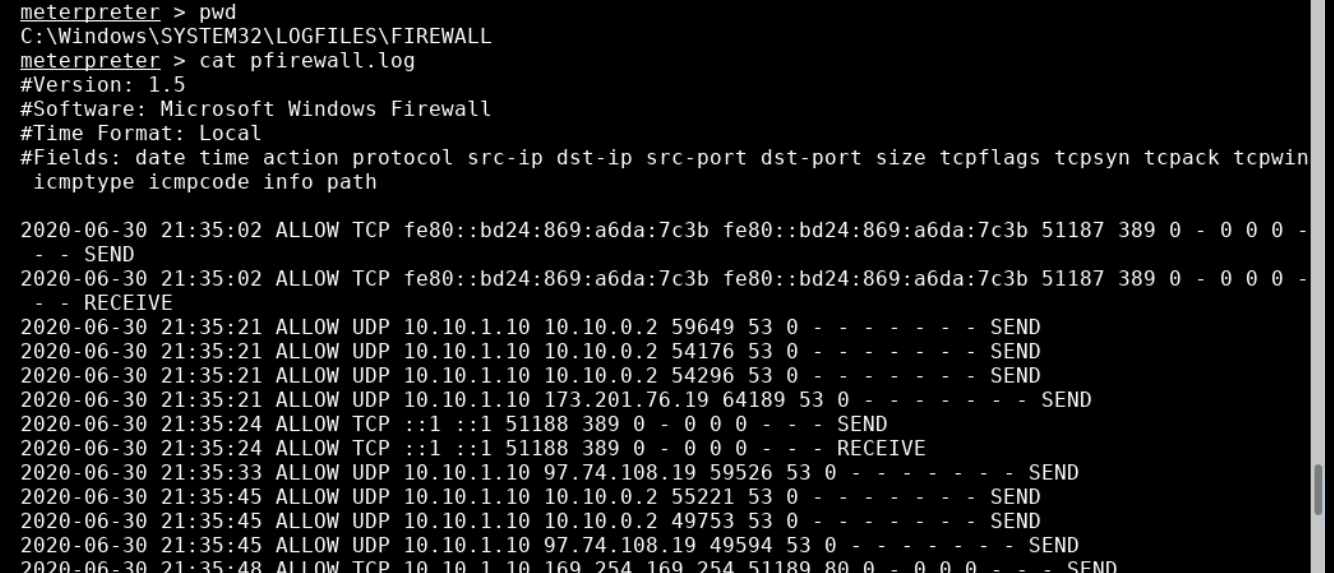 meterpreter > pwd
C:\Windows\SYSTEM32\LOGFILES\FIREWALL
meterpreter > cat pfirewall.log
#Version: 1.5
#Software: Microsoft Windows Firewall
#Time Format: Local
#Fields: date time action protocol src-ip dst-ip src-port dst-port size tcpflags tcpsyn tcpack tcpwin
 icmptype icmpcode info path

2020-06-30 21:35:02 ALLOW TCP fe80::bd24:869:a6da:7c3b fe80::bd24:869:a6da:7c3b 51187 389 0 - 0 0 0 -
 - - SEND
2020-06-30 21:35:02 ALLOW TCP fe80::bd24:869:a6da:7c3b fe80::bd24:869:a6da:7c3b 51187 389 0 - 0 0 0 -
 - - RECEIVE
2020-06-30 21:35:21 ALLOW UDP 10.10.1.10 10.10.0.2 59649 53 0 - - - - - - - SEND
2020-06-30 21:35:21 ALLOW UDP 10.10.1.10 10.10.0.2 54176 53 0 - - - - - - - SEND
2020-06-30 21:35:21 ALLOW UDP 10.10.1.10 10.10.0.2 54296 53 0 - - - - - - - SEND
2020-06-30 21:35:21 ALLOW UDP 10.10.1.10 173.201.76.19 64189 53 0 - - - - - - - SEND
2020-06-30 21:35:24 ALLOW TCP ::1 ::1 51188 389 0 - 0 0 0 - - - SEND
2020-06-30 21:35:24 ALLOW TCP ::1 ::1 51188 389 0 - 0 0 0 - - - RECEIVE
2020-06-30 21:35:33 ALLOW UDP 10.10.1.10 97.74.108.19 59526 53 0 - - - - - - - SEND
2020-06-30 21:35:45 ALLOW UDP 10.10.1.10 10.10.0.2 55221 53 0 - - - - - - - SEND
2020-06-30 21:35:45 ALLOW UDP 10.10.1.10 10.10.0.2 49753 53 0 - - - - - - - SEND
2020-06-30 21:35:45 ALLOW UDP 10.10.1.10 97.74.108.19 49594 53 0 - - - - - - - SEND
2020-06-30 21:35:48 ALLOW TCP 10.10.1.10 169.254.169.254 51189 80 0 - 0 0 0 - - - SEND